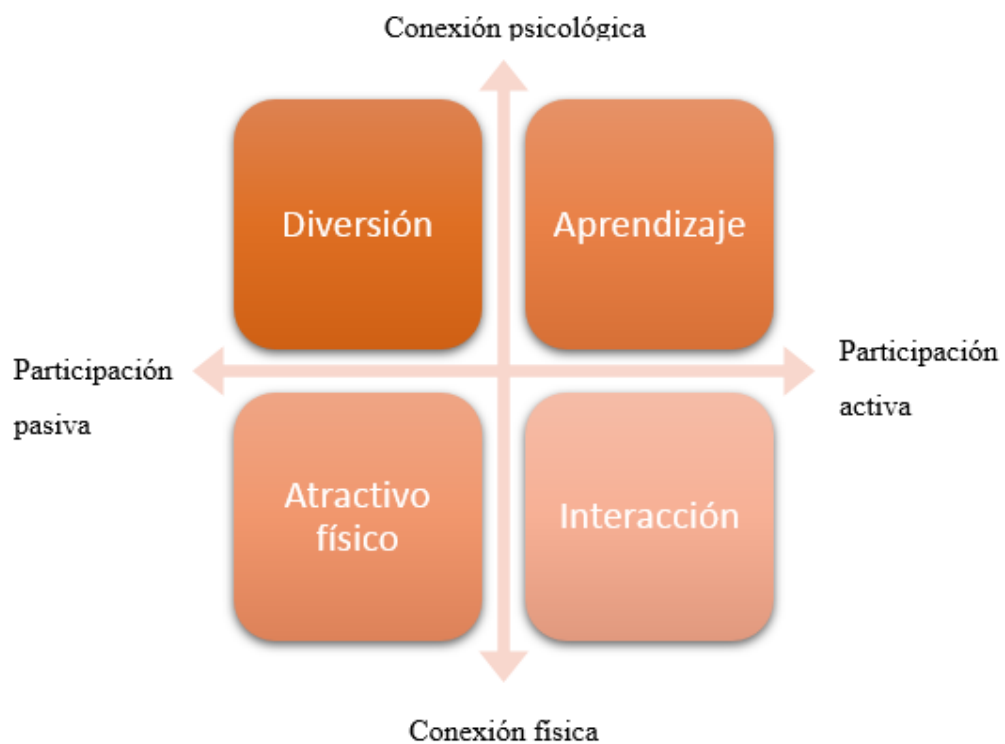 Conexión psicológica
Diversión
Aprendizaje
Participación
pasiva
Participación
activa
Atractivo
físico
Interacción
Conexión física